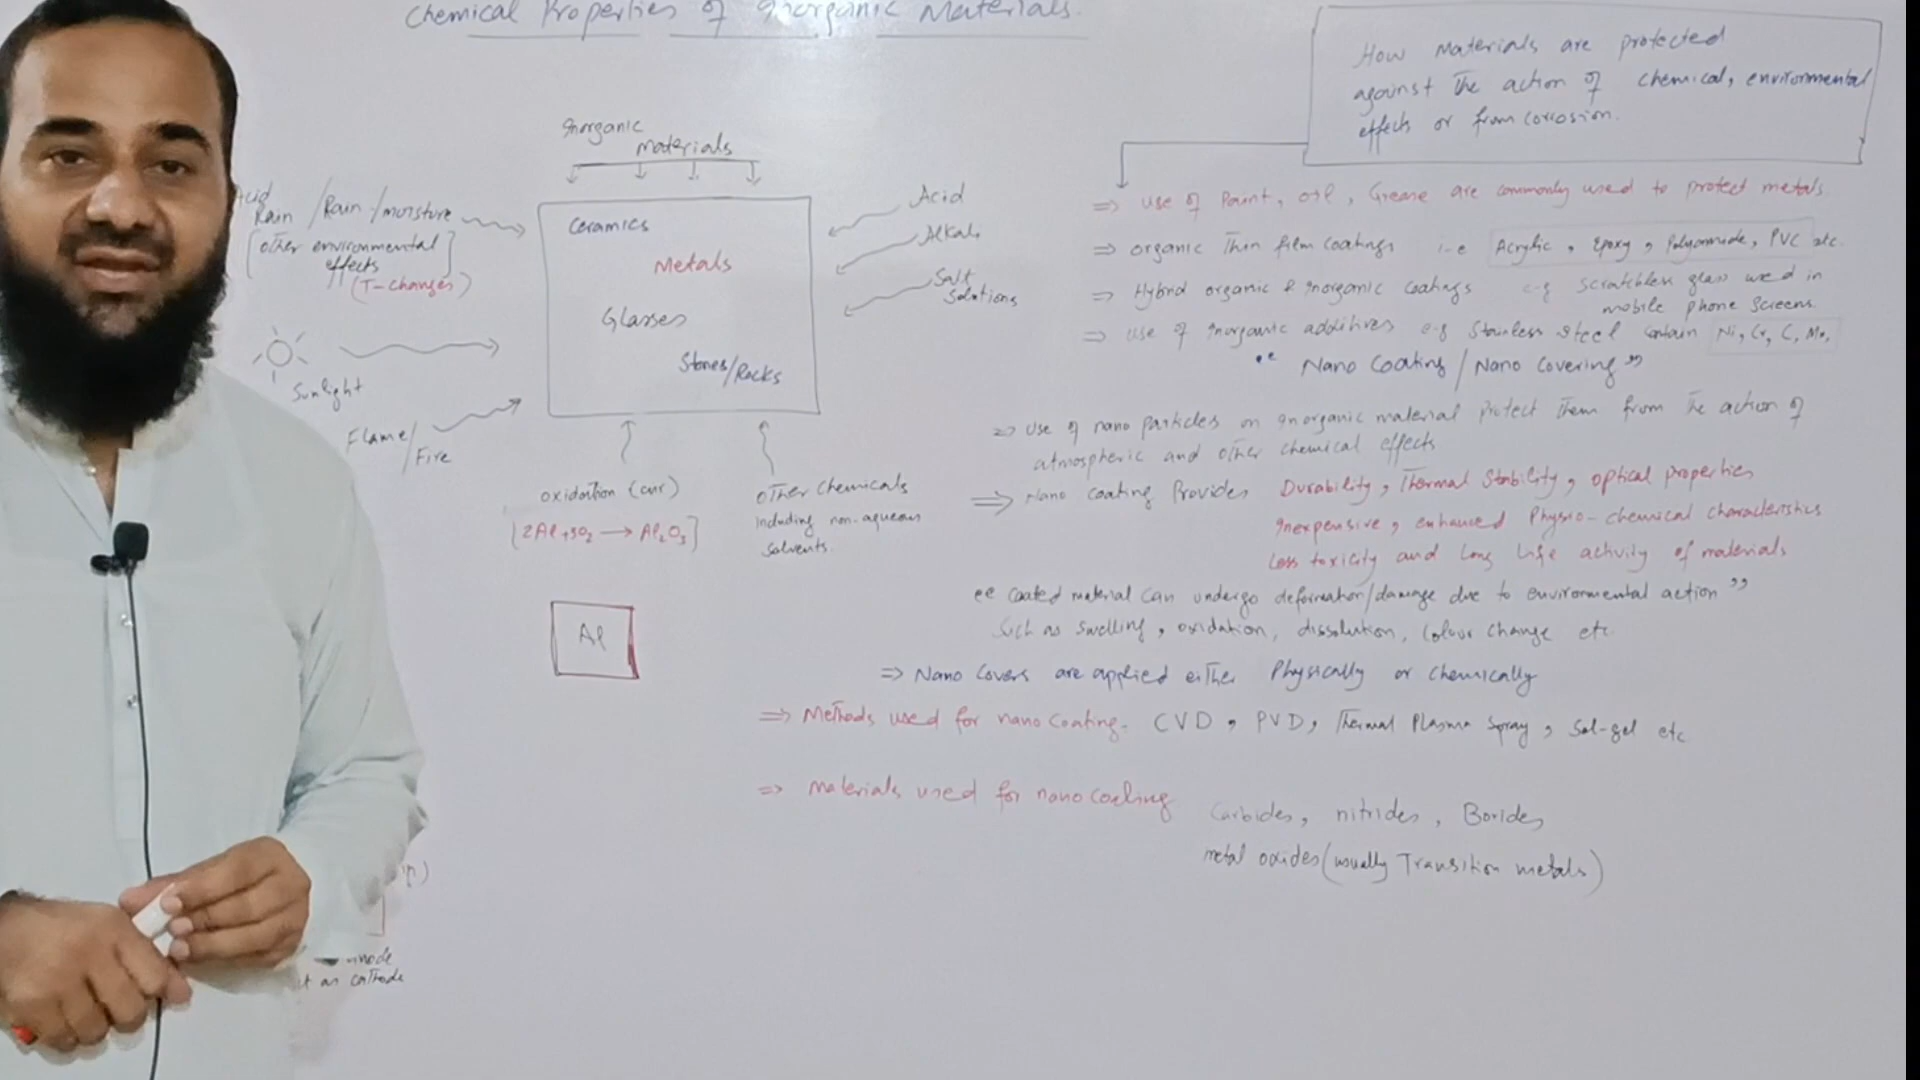 Chemical Properties of Inorganic Materials.
Inorganic
Materials
Acid
Rain / Rain / moisture
[other environmental]
effects
(T-changes)
Sunlight
Flame/
Fire
Ceramics
Metals
Glasses
Stones/Rocks
Acid
Alkali
Salt
Solutions
oxidation (air)
[2Al+3O2 → Al2O3]
other Chemicals
Including non-aqueous
solvents.
Al
node
an cathode
How Materials are protected
against the action of chemical, environmental
effects or from corrosion.
⇒ Use of Paint, oil, Grease are commonly used to protect metals.
⇒ organic Thin film coatings i-e Acrylic, Epoxy, Polyamide, PVC etc.
⇒ Hybrid organic & inorganic coatings e-g scratchless glass used in
mobile phone screens.
⇒ Use of inorganic additives e-g Stainless steel contain Ni, Cr, C, Mo,
“ Nano Coating / Nano Covering ”
⇒ Use of nano particles on inorganic material protect them from the action of
atmospheric and other chemical effects
⇒ Nano coating Provides Durability, Thermal Stability, optical properties
inexpensive, enhanced Physio-chemical characteristics
Less toxicity and long life activity of materials
“ coated material can undergo deformation/damage due to environmental action ”
Such as swelling, oxidation, dissolution, colour change etc
⇒ Nano Covers are applied either Physically or chemically
⇒ Methods used for nano coating. CVD, PVD, Thermal Plasma Spray, Sol-gel etc
⇒ Materials used for nano coating
Carbides, nitrides, Borides
metal oxides (usually Transition metals)